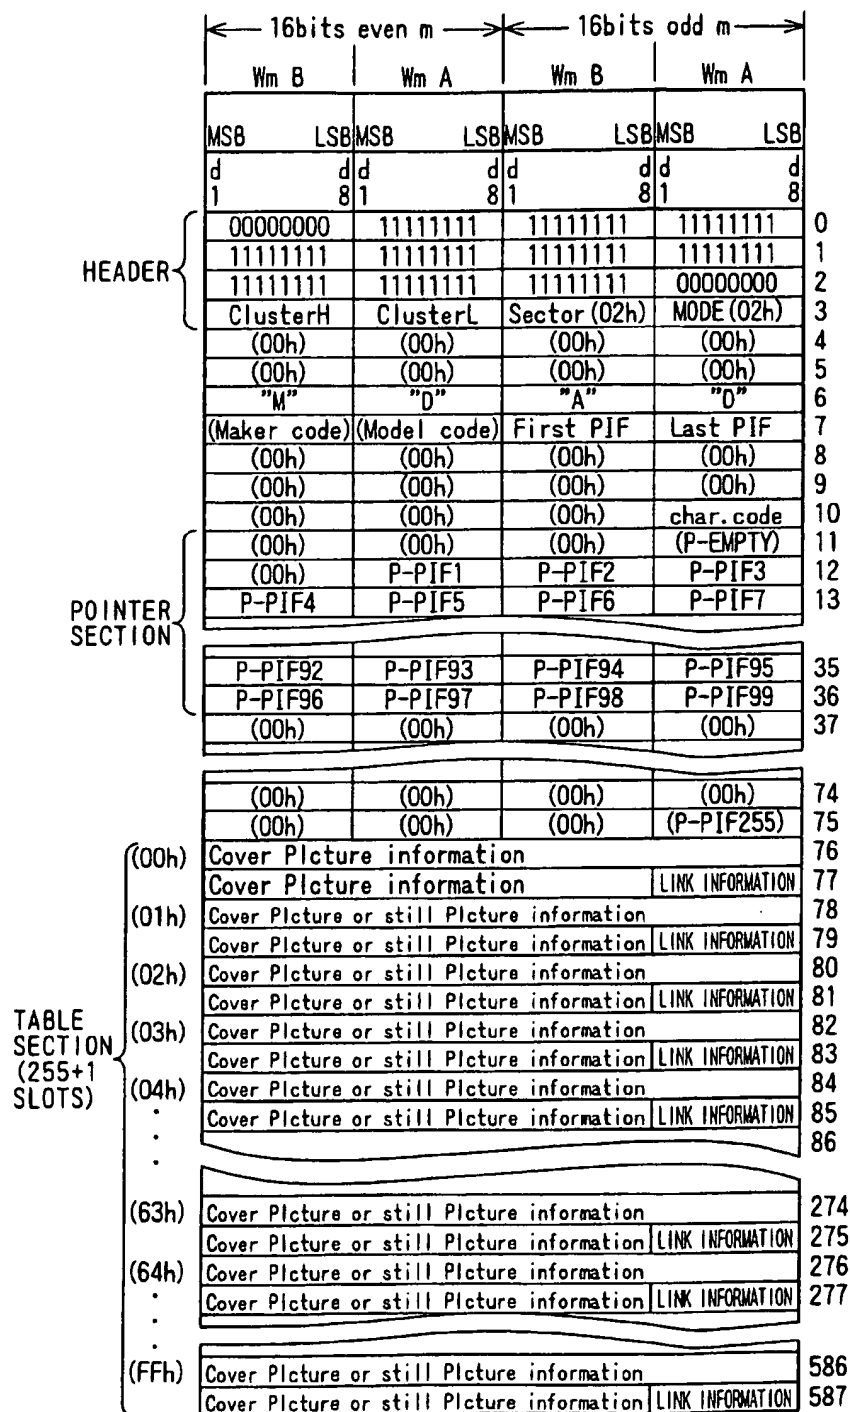 16bits even m 16bits odd m
Wm B Wm A Wm B Wm A
MSB LSB MSB LSB MSB LSB MSB LSB
d d d d d d d d
1 8 1 8 1 8 1 8
HEADER
00000000 11111111 11111111 11111111 0
11111111 11111111 11111111 11111111 1
11111111 11111111 11111111 00000000 2
ClusterH ClusterL Sector(02h) MODE(02h) 3
(00h) (00h) (00h) (00h) 4
(00h) (00h) (00h) (00h) 5
"M" "D" "A" "D" 6
(Maker code) (Model code) First PIF Last PIF 7
(00h) (00h) (00h) (00h) 8
(00h) (00h) (00h) (00h) 9
(00h) (00h) (00h) char.code 10
POINTER
SECTION
(00h) (00h) (00h) (P-EMPTY) 11
(00h) P-PIF1 P-PIF2 P-PIF3 12
P-PIF4 P-PIF5 P-PIF6 P-PIF7 13
P-PIF92 P-PIF93 P-PIF94 P-PIF95 35
P-PIF96 P-PIF97 P-PIF98 P-PIF99 36
(00h) (00h) (00h) (00h) 37
(00h) (00h) (00h) (00h) 74
(00h) (00h) (00h) (P-PIF255) 75
TABLE
SECTION
(255+1
SLOTS)
(00h) Cover PIcture information 76
Cover PIcture information LINK INFORMATION 77
(01h) Cover PIcture or still PIcture information 78
Cover PIcture or still PIcture information LINK INFORMATION 79
(02h) Cover PIcture or still PIcture information 80
Cover PIcture or still PIcture information LINK INFORMATION 81
(03h) Cover PIcture or still PIcture information 82
Cover PIcture or still PIcture information LINK INFORMATION 83
(04h) Cover PIcture or still PIcture information 84
Cover PIcture or still PIcture information LINK INFORMATION 85
86
(63h) Cover PIcture or still PIcture information 274
Cover PIcture or still PIcture information LINK INFORMATION 275
(64h) Cover PIcture or still PIcture information 276
Cover PIcture or still PIcture information LINK INFORMATION 277
(FFh) Cover PIcture or still PIcture information 586
Cover PIcture or still PIcture information LINK INFORMATION 587